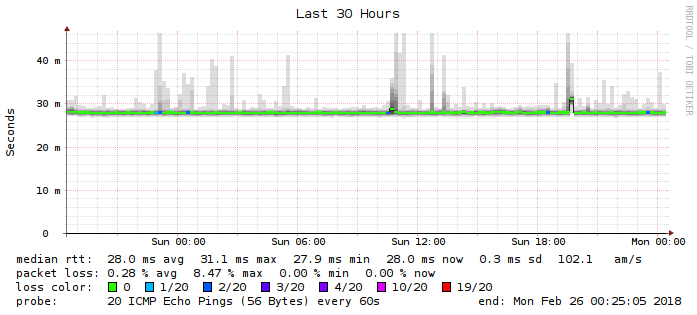 Last 30 Hours
RRDTOOL / TOBI OETIKER
Seconds
40 m
30 m
20 m
10 m
0
Sun 00:00 Sun 06:00 Sun 12:00 Sun 18:00 Mon 00:00
median rtt: 28.0 ms avg 31.1 ms max 27.9 ms min 28.0 ms now 0.3 ms sd 102.1 am/s
packet loss: 0.28 % avg 8.47 % max 0.00 % min 0.00 % now
loss color: 0 1/20 2/20 3/20 4/20 10/20 19/20
probe: 20 ICMP Echo Pings (56 Bytes) every 60s end: Mon Feb 26 00:25:05 2018